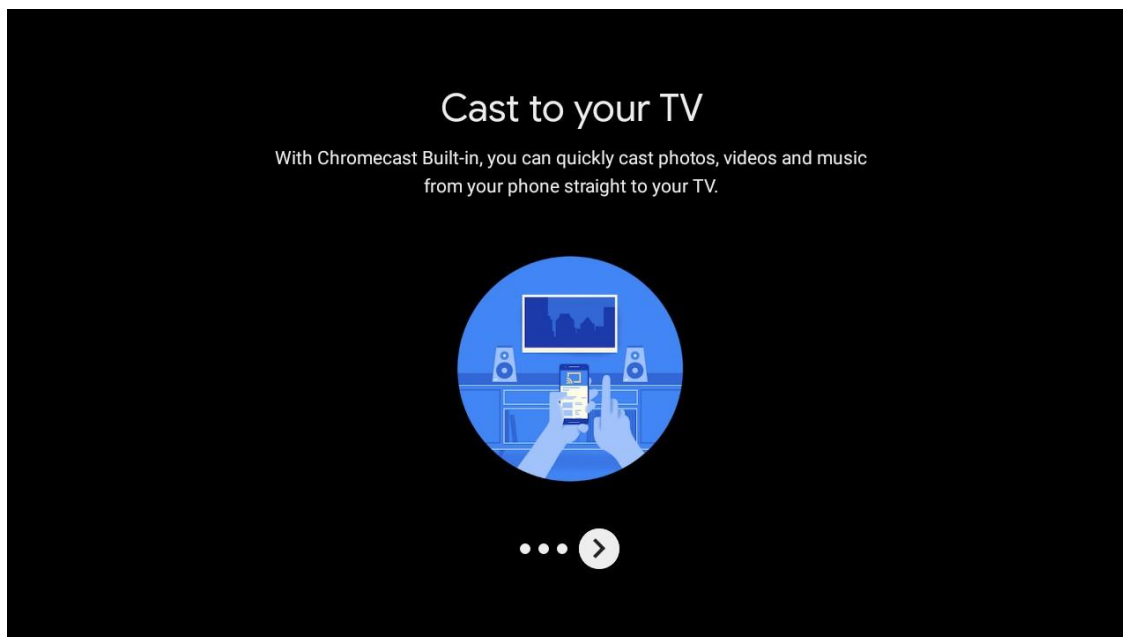 Cast to your TV
With Chromecast Built-in, you can quickly cast photos, videos and music
from your phone straight to your TV.